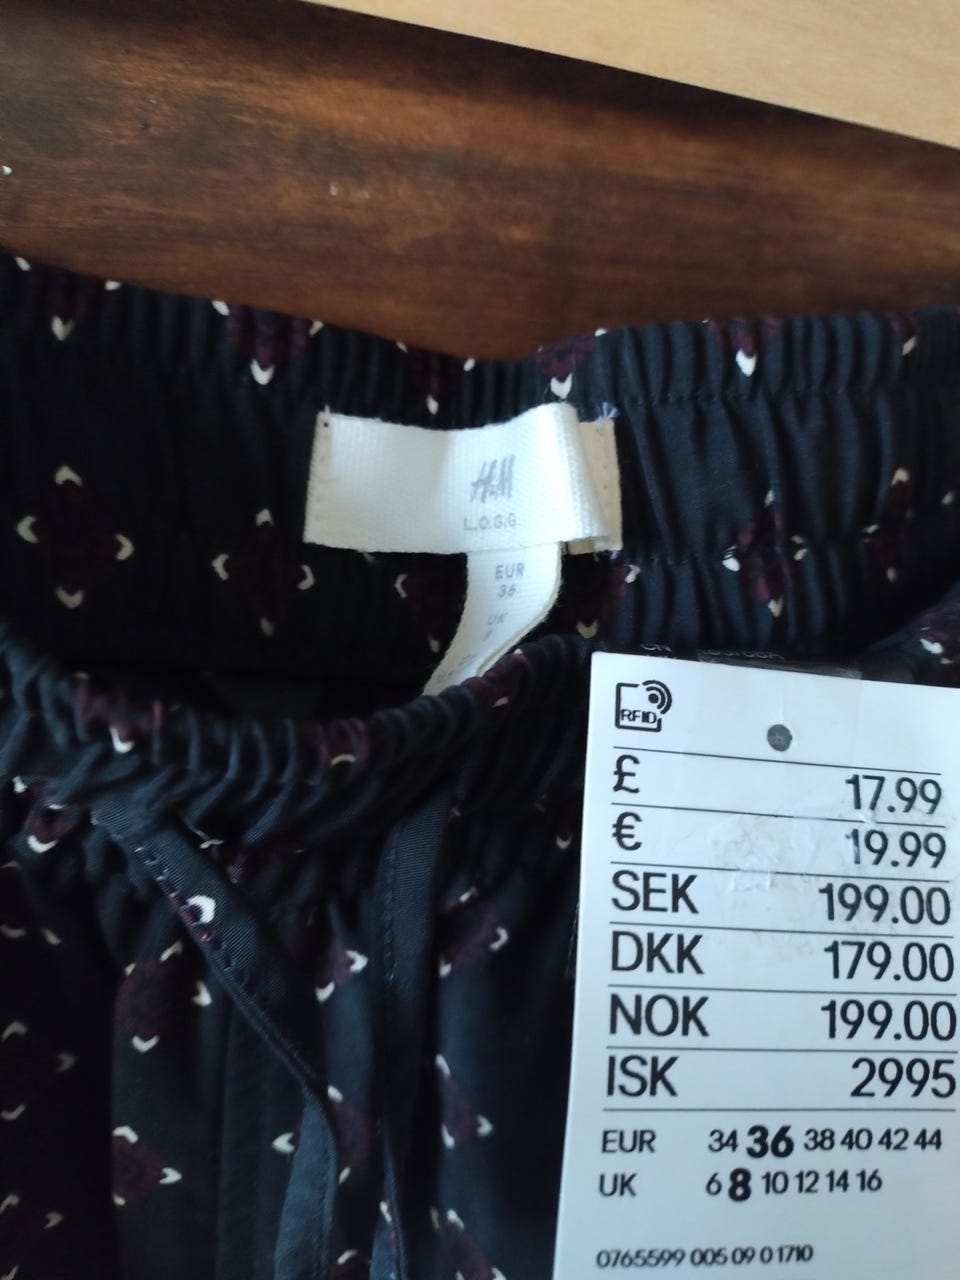 H&M
L.O.G.G.
EUR
36
UK
RFID
£ 17.99
€ 19.99
SEK 199.00
DKK 179.00
NOK 199.00
ISK 2995
EUR 34 36 38 40 42 44
UK 6 8 10 12 14 16
0765599 005 09 0 1710